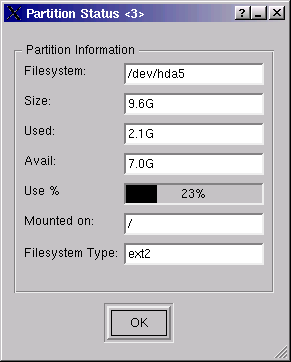 Partition Status <3>
Partition Information
Filesystem: /dev/hda5
Size: 9.6G
Used: 2.1G
Avail: 7.0G
Use % 23%
Mounted on: /
Filesystem Type: ext2
OK